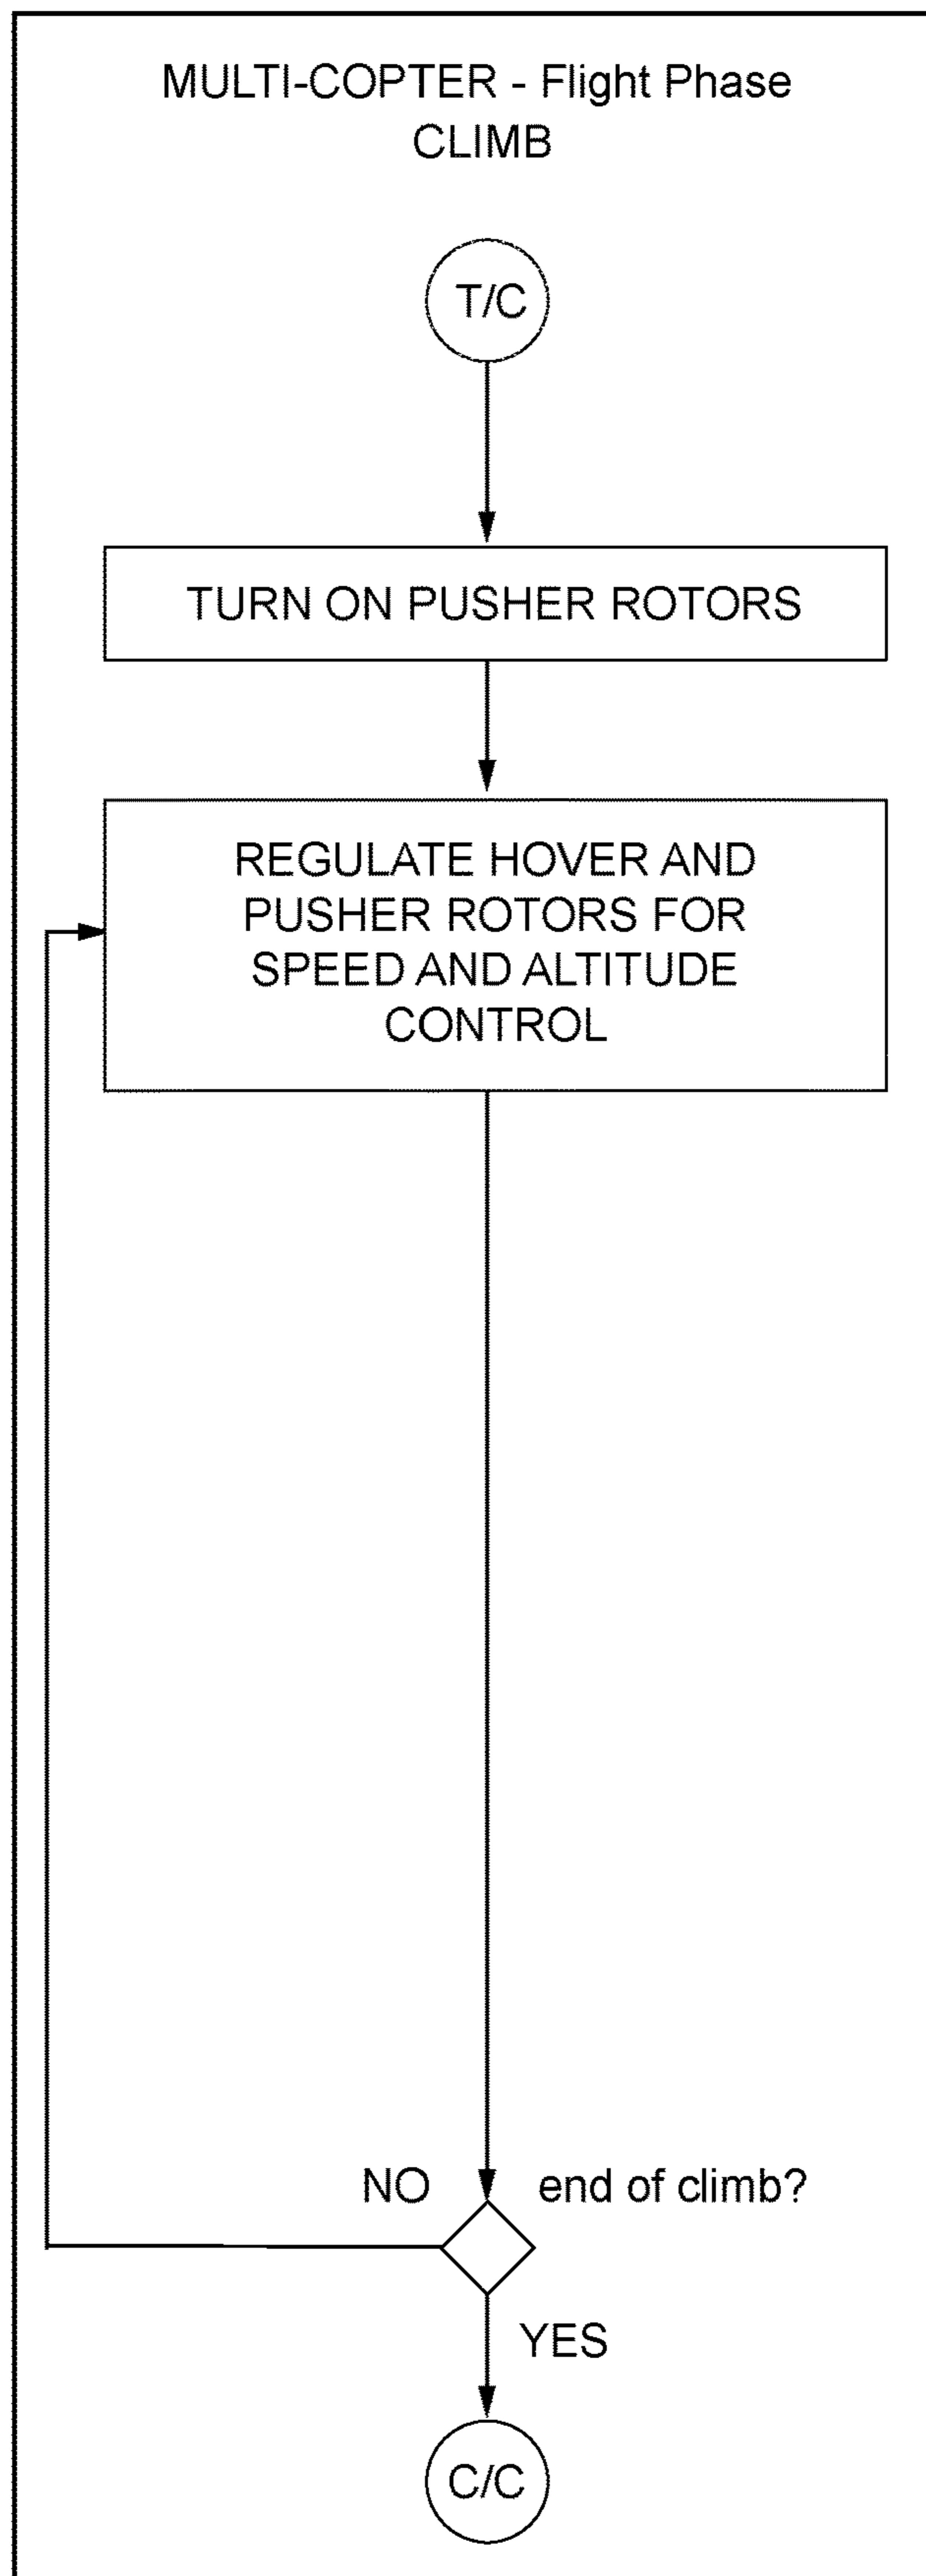 MULTI-COPTER - Flight Phase
CLIMB
T/C
TURN ON PUSHER ROTORS
REGULATE HOVER AND
PUSHER ROTORS FOR
SPEED AND ALTITUDE
CONTROL
NO
end of climb?
YES
C/C